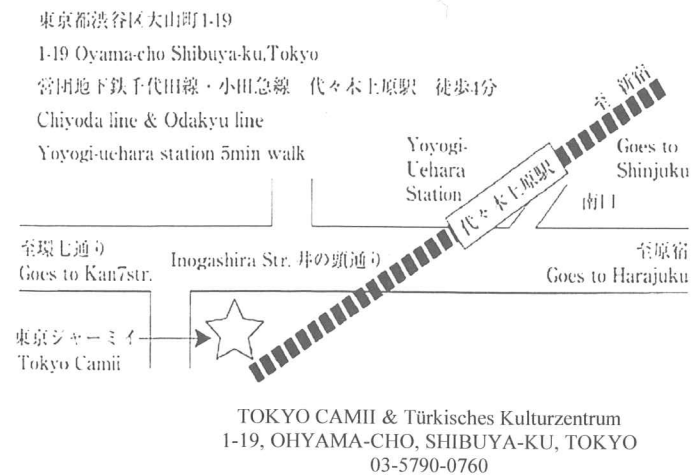 東京都渋谷区大山町1-19
1-19 Oyama-cho Shibuya-ku,Tokyo
営団地下鉄千代田線・小田急線　代々木上原駅　徒歩4分
Chiyoda line & Odakyu line
Yoyogi-uehara station 5min walk
至 新宿
Yoyogi-
Uehara
Station
Goes to
Shinjuku
代々木上原駅
南口
至環七通り
Goes to Kan7str.
Inogashira Str. 井の頭通り
至原宿
Goes to Harajuku
東京ジャーミイ
Tokyo Camii
TOKYO CAMII & Türkisches Kulturzentrum
1-19, OHYAMA-CHO, SHIBUYA-KU, TOKYO
03-5790-0760